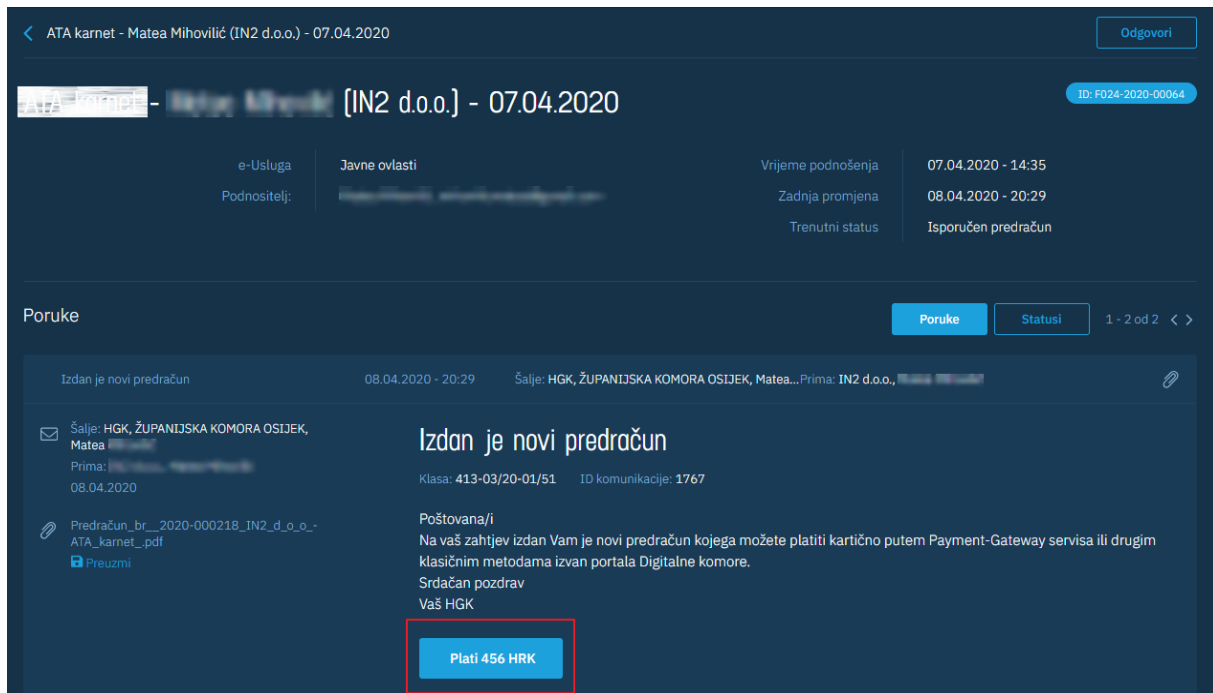 ATA karnet - Matea Mihovilić (IN2 d.o.o.) - 07.04.2020
Odgovori
ATA karnet - (IN2 d.o.o.) - 07.04.2020
ID: F024-2020-00064
e-Usluga Javne ovlasti
Podnositelj:
Vrijeme podnošenja 07.04.2020 - 14:35
Zadnja promjena 08.04.2020 - 20:29
Trenutni status Isporučen predračun
Poruke
Poruke Statusi 1 - 2 od 2
Izdan je novi predračun 08.04.2020 - 20:29 Šalje: HGK, ŽUPANIJSKA KOMORA OSIJEK, Matea...Prima: IN2 d.o.o.,
Šalje: HGK, ŽUPANIJSKA KOMORA OSIJEK,
Matea
Prima:
08.04.2020
Predračun_br__2020-000218_IN2_d_o_o_-
ATA_karnet_.pdf
Preuzmi
Izdan je novi predračun
Klasa: 413-03/20-01/51 ID komunikacije: 1767
Poštovana/i
Na vaš zahtjev izdan Vam je novi predračun kojega možete platiti kartično putem Payment-Gateway servisa ili drugim
klasičnim metodama izvan portala Digitalne komore.
Srdačan pozdrav
Vaš HGK
Plati 456 HRK